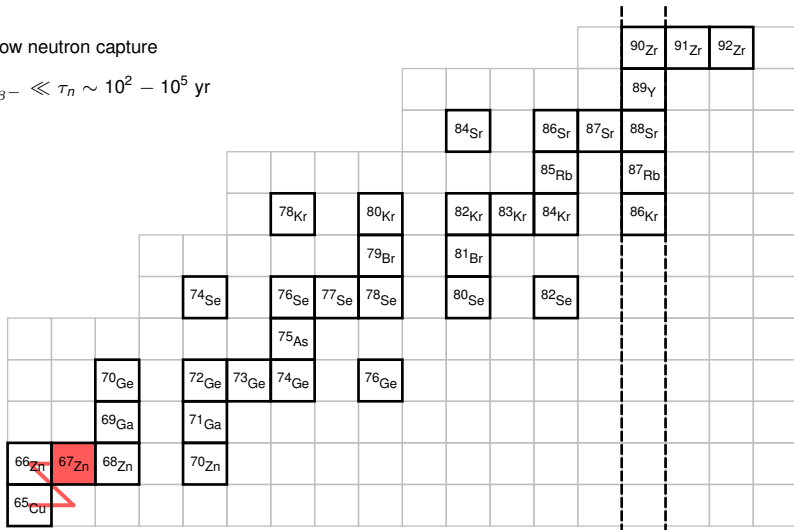 ow neutron capture
β− ≪ τn ∼ 10² − 10⁵ yr
⁹⁰Zr ⁹¹Zr ⁹²Zr
⁸⁹Y
⁸⁴Sr ⁸⁶Sr ⁸⁷Sr ⁸⁸Sr
⁸⁵Rb ⁸⁷Rb
⁷⁸Kr ⁸⁰Kr ⁸²Kr ⁸³Kr ⁸⁴Kr ⁸⁶Kr
⁷⁹Br ⁸¹Br
⁷⁴Se ⁷⁶Se ⁷⁷Se ⁷⁸Se ⁸⁰Se ⁸²Se
⁷⁵As
⁷⁰Ge ⁷²Ge ⁷³Ge ⁷⁴Ge ⁷⁶Ge
⁶⁹Ga ⁷¹Ga
⁶⁶Zn ⁶⁷Zn ⁶⁸Zn ⁷⁰Zn
⁶⁵Cu